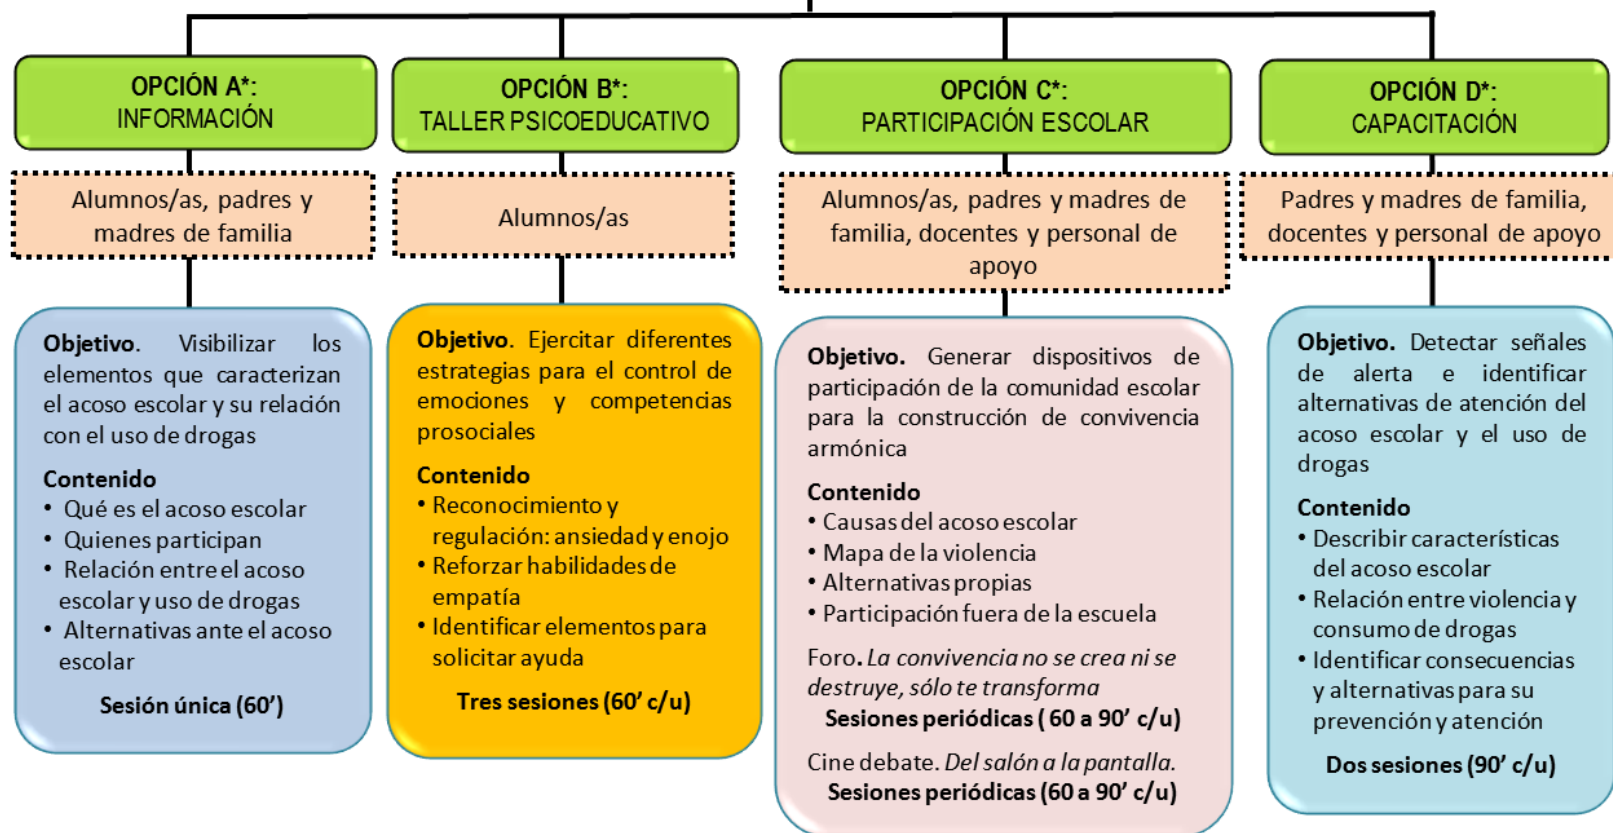 OPCIÓN A*:
INFORMACIÓN
Alumnos/as, padres y
madres de familia
Objetivo. Visibilizar los
elementos que caracterizan
el acoso escolar y su relación
con el uso de drogas
Contenido
• Qué es el acoso escolar
• Quienes participan
• Relación entre el acoso
escolar y uso de drogas
• Alternativas ante el acoso
escolar
Sesión única (60’)
OPCIÓN B*:
TALLER PSICOEDUCATIVO
Alumnos/as
Objetivo. Ejercitar diferentes
estrategias para el control de
emociones y competencias
prosociales
Contenido
• Reconocimiento y
regulación: ansiedad y enojo
• Reforzar habilidades de
empatía
• Identificar elementos para
solicitar ayuda
Tres sesiones (60’ c/u)
OPCIÓN C*:
PARTICIPACIÓN ESCOLAR
Alumnos/as, padres y madres de
familia, docentes y personal de
apoyo
Objetivo. Generar dispositivos de
participación de la comunidad escolar
para la construcción de convivencia
armónica
Contenido
• Causas del acoso escolar
• Mapa de la violencia
• Alternativas propias
• Participación fuera de la escuela
Foro. La convivencia no se crea ni se
destruye, sólo te transforma
Sesiones periódicas ( 60 a 90’ c/u)
Cine debate. Del salón a la pantalla.
Sesiones periódicas (60 a 90’ c/u)
OPCIÓN D*:
CAPACITACIÓN
Padres y madres de familia,
docentes y personal de apoyo
Objetivo. Detectar señales
de alerta e identificar
alternativas de atención del
acoso escolar y el uso de
drogas
Contenido
• Describir características
del acoso escolar
• Relación entre violencia y
consumo de drogas
• Identificar consecuencias
y alternativas para su
prevención y atención
Dos sesiones (90’ c/u)